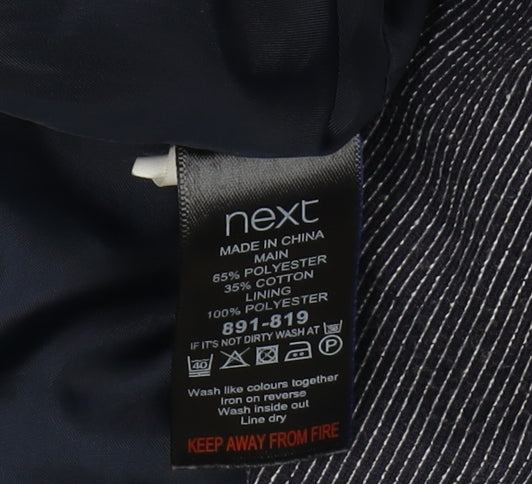 next
MADE IN CHINA
MAIN
65% POLYESTER
35% COTTON
LINING
100% POLYESTER
891-819
IF IT'S NOT DIRTY WASH AT
40 P
Wash like colours together
Iron on reverse
Wash inside out
Line dry
KEEP AWAY FROM FIRE